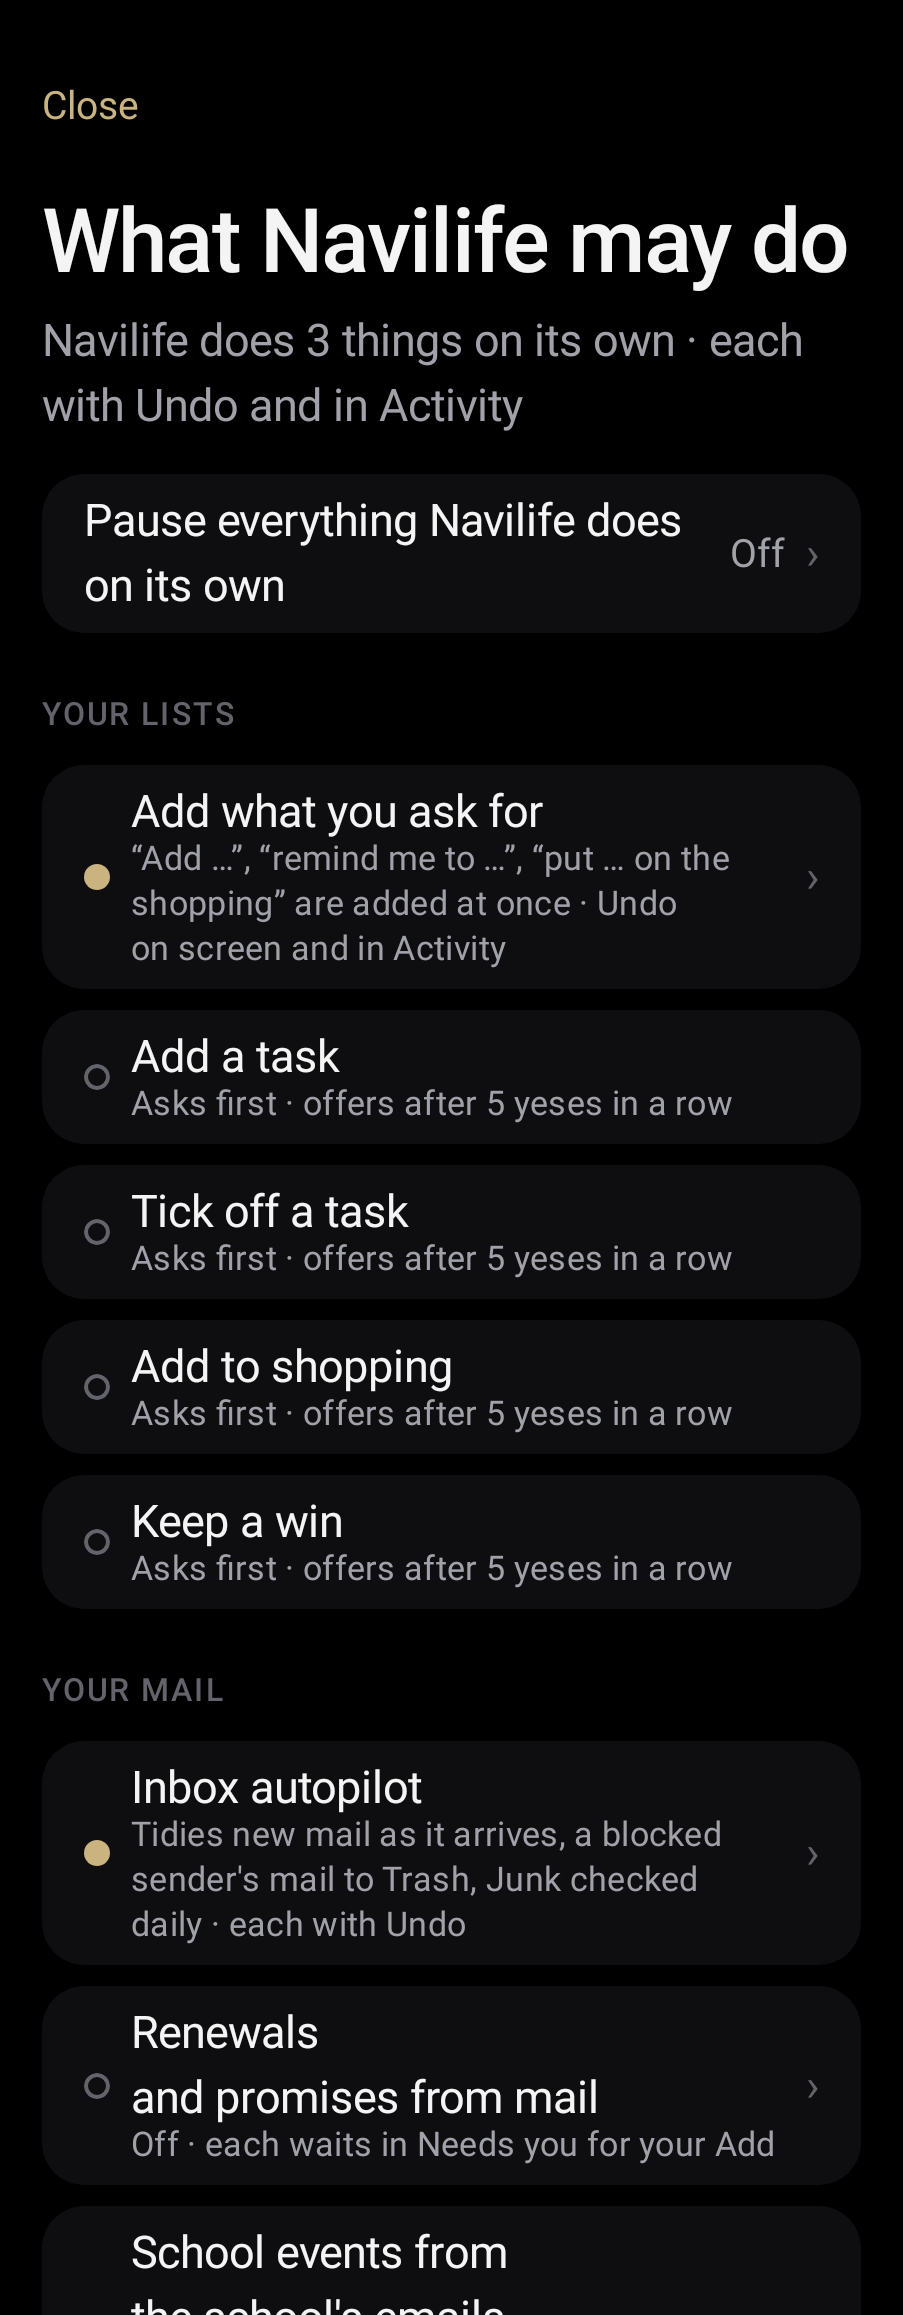 Close
What Navilife may do
Navilife does 3 things on its own · each
with Undo and in Activity
Pause everything Navilife does
on its own
Off ›
YOUR LISTS
Add what you ask for
“Add ...”, “remind me to ...”, “put ... on the
shopping” are added at once · Undo
on screen and in Activity
›
Add a task
Asks first · offers after 5 yeses in a row
Tick off a task
Asks first · offers after 5 yeses in a row
Add to shopping
Asks first · offers after 5 yeses in a row
Keep a win
Asks first · offers after 5 yeses in a row
YOUR MAIL
Inbox autopilot
Tidies new mail as it arrives, a blocked
sender's mail to Trash, Junk checked
daily · each with Undo
›
Renewals
and promises from mail
Off · each waits in Needs you for your Add
›
School events from
the school's emails